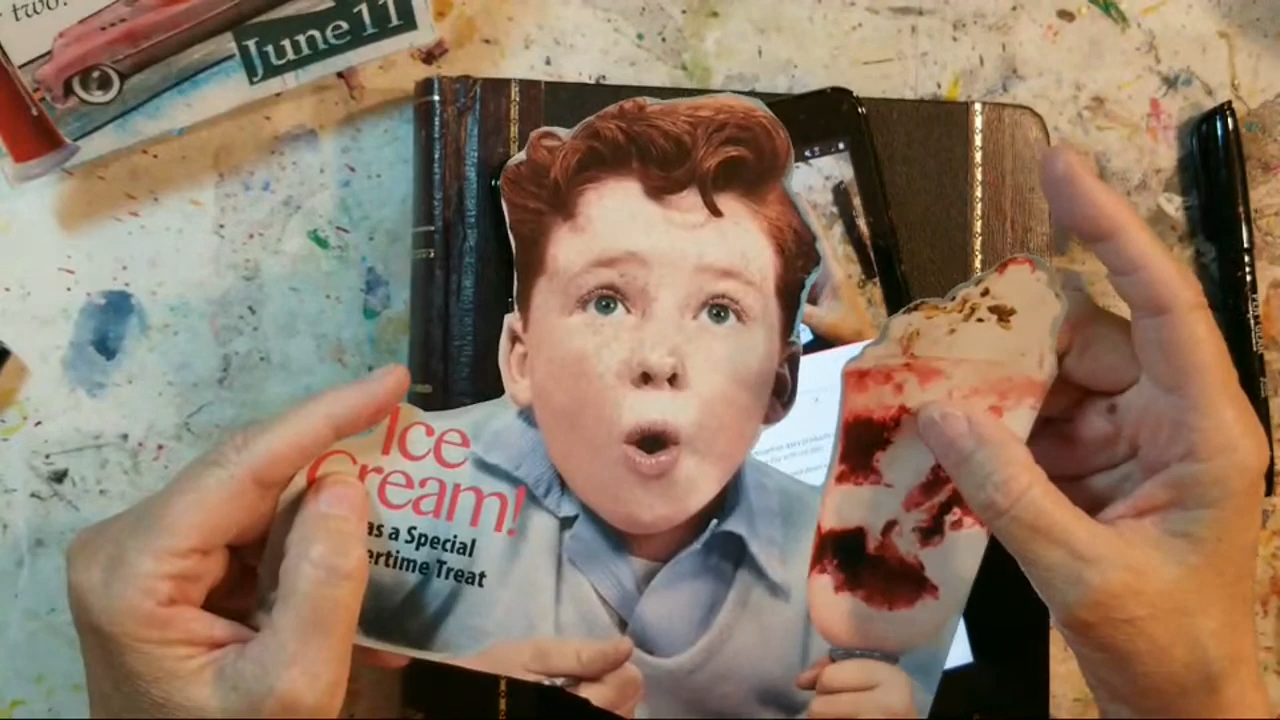 two.
June 11
Ice
Cream!
as a Special
ertime Treat